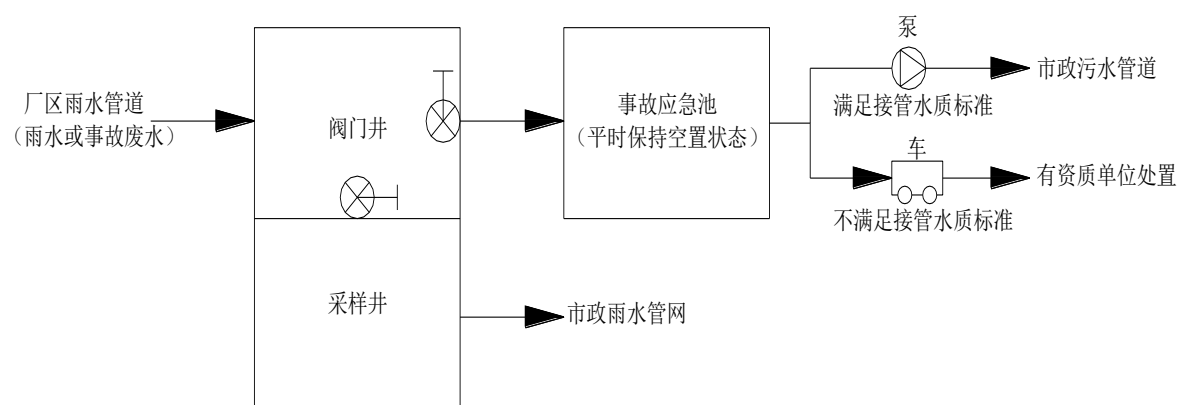 厂区雨水管道
（雨水或事故废水）
阀门井
采样井
事故应急池
（平时保持空置状态）
泵
满足接管水质标准
市政污水管道
车
不满足接管水质标准
有资质单位处置
市政雨水管网